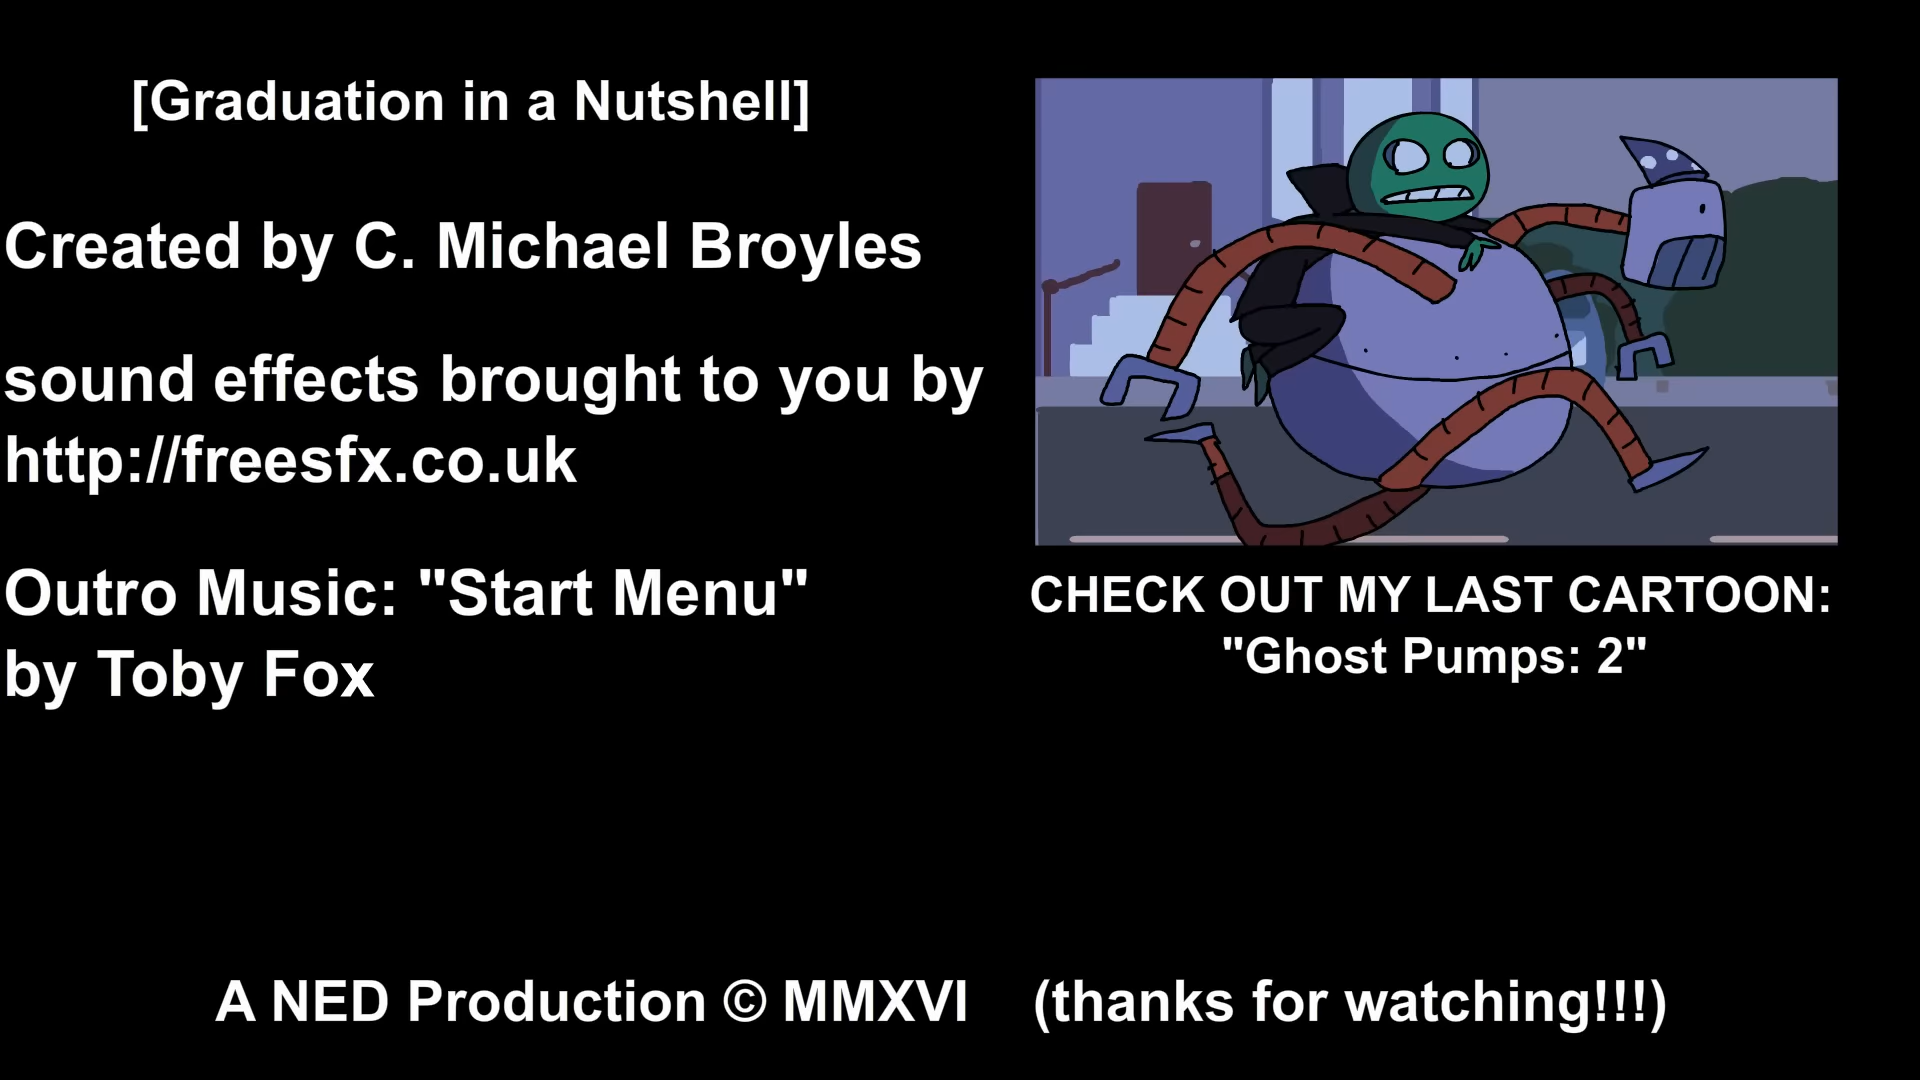 [Graduation in a Nutshell]
Created by C. Michael Broyles
sound effects brought to you by
http://freesfx.co.uk
Outro Music: "Start Menu"
by Toby Fox
CHECK OUT MY LAST CARTOON:
"Ghost Pumps: 2"
A NED Production © MMXVI (thanks for watching!!!)